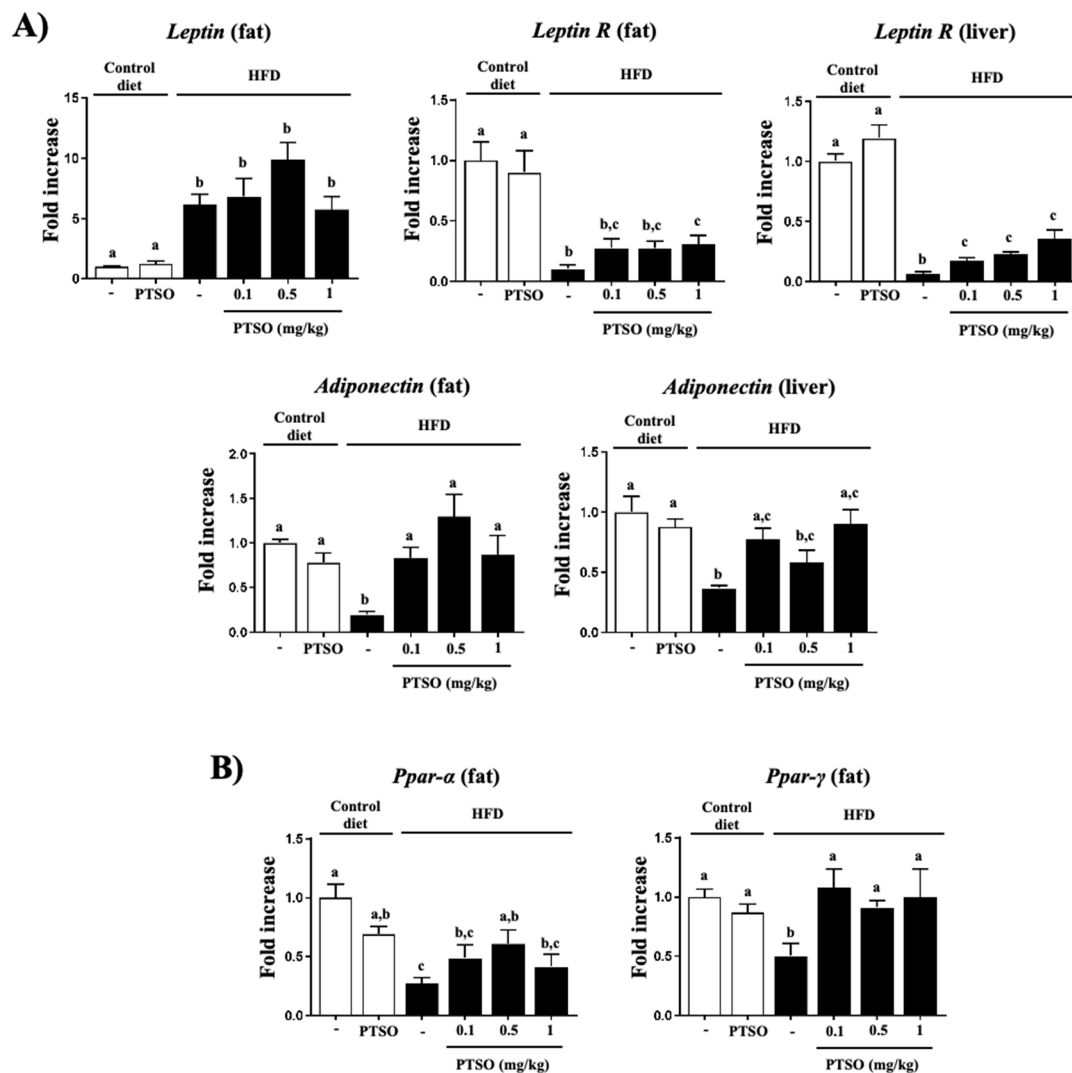 A)
Leptin (fat)
Control diet
HFD
Fold increase
15
10
5
0
a
a
b
b
b
b
-
PTSO
-
0.1
0.5
1
PTSO (mg/kg)
Leptin R (fat)
Control diet
HFD
Fold increase
1.5
1.0
0.5
0.0
a
a
b
b,c
b,c
c
-
PTSO
-
0.1
0.5
1
PTSO (mg/kg)
Leptin R (liver)
Control diet
HFD
Fold increase
1.5
1.0
0.5
0.0
a
a
b
c
c
c
-
PTSO
-
0.1
0.5
1
PTSO (mg/kg)
Adiponectin (fat)
Control diet
HFD
Fold increase
2.0
1.5
1.0
0.5
0.0
a
a
b
a
a
a
-
PTSO
-
0.1
0.5
1
PTSO (mg/kg)
Adiponectin (liver)
Control diet
HFD
Fold increase
1.5
1.0
0.5
0.0
a
a
b
a,c
b,c
a,c
-
PTSO
-
0.1
0.5
1
PTSO (mg/kg)
B)
Ppar-α (fat)
Control diet
HFD
Fold increase
1.5
1.0
0.5
0.0
a
a,b
c
b,c
a,b
b,c
-
PTSO
-
0.1
0.5
1
PTSO (mg/kg)
Ppar-γ (fat)
Control diet
HFD
Fold increase
1.5
1.0
0.5
0.0
a
a
b
a
a
a
-
PTSO
-
0.1
0.5
1
PTSO (mg/kg)